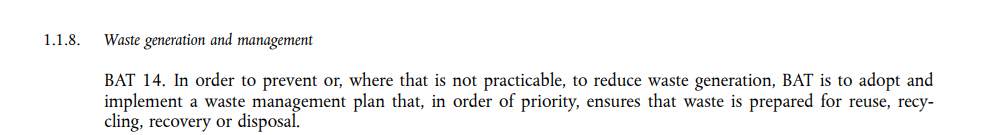 1.1.8. Waste generation and management
BAT 14. In order to prevent or, where that is not practicable, to reduce waste generation, BAT is to adopt and
implement a waste management plan that, in order of priority, ensures that waste is prepared for reuse, recy-
cling, recovery or disposal.